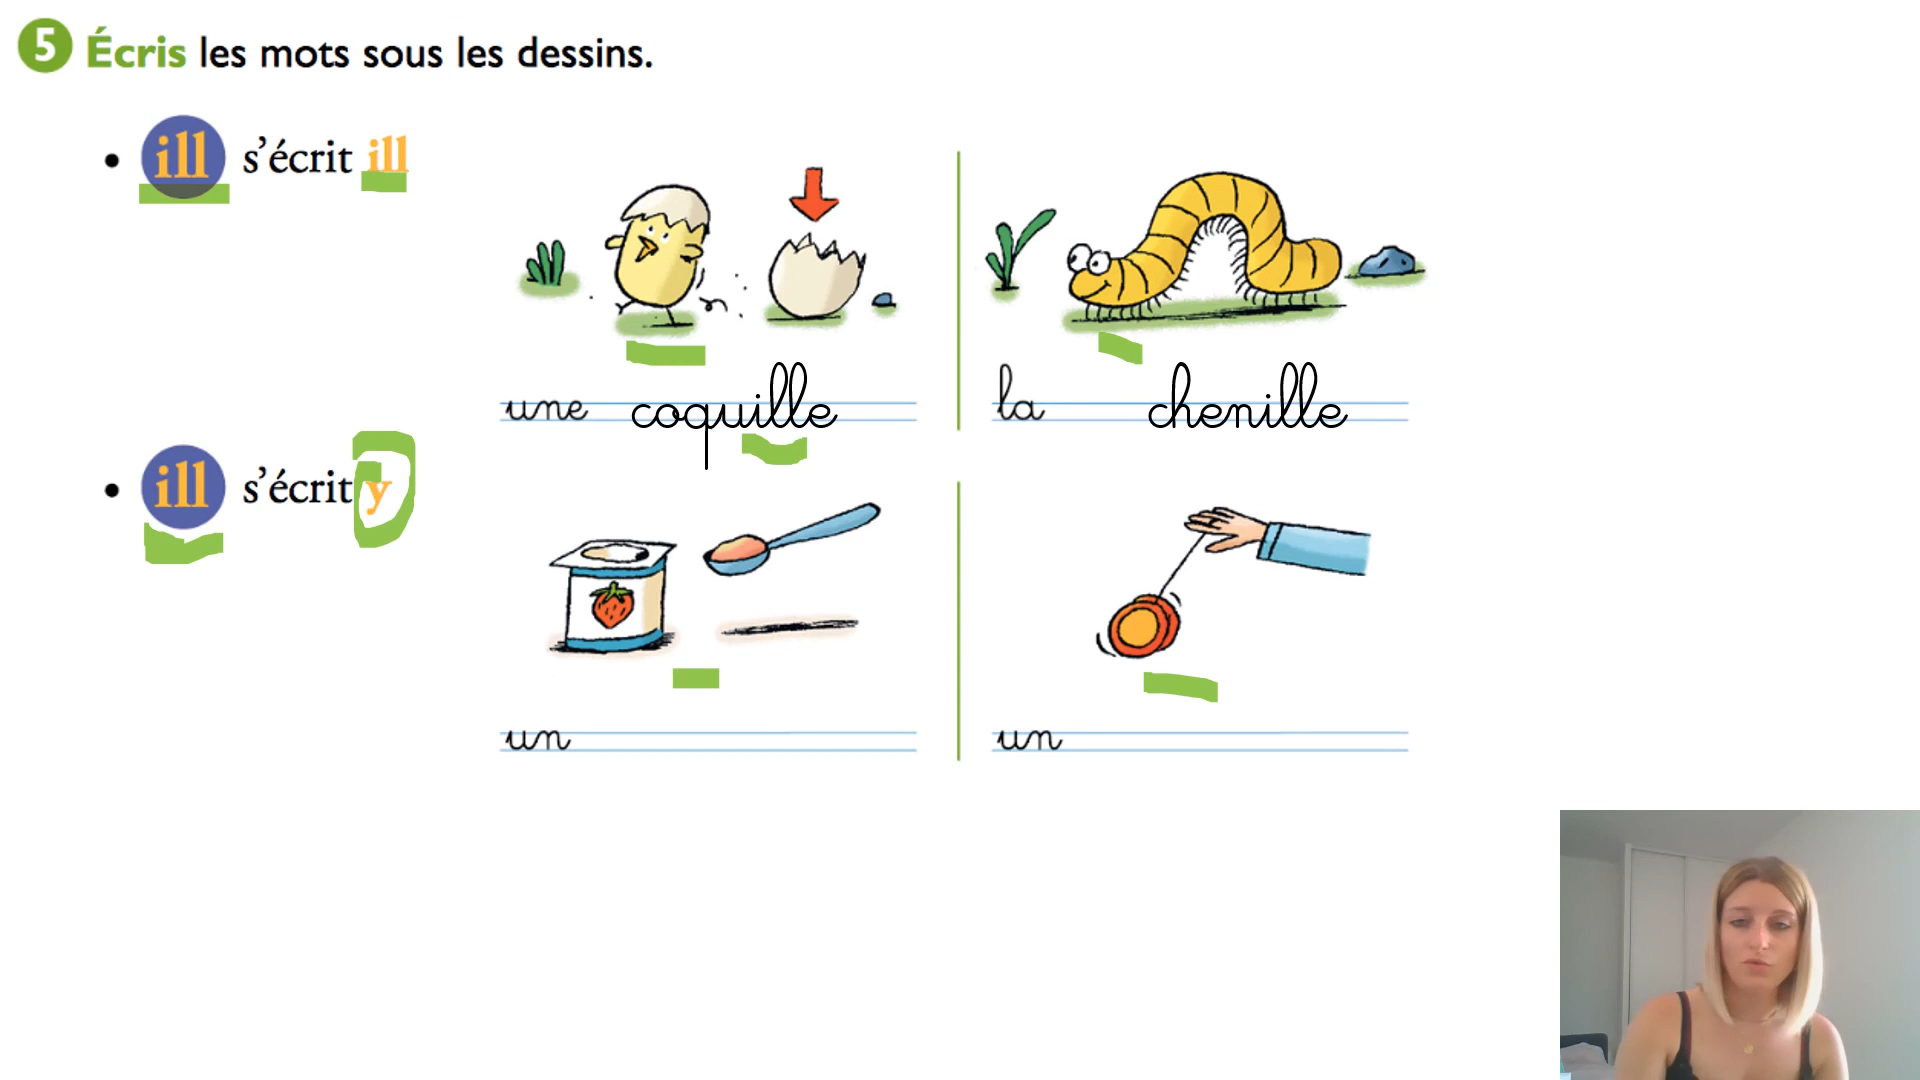 5 Écris les mots sous les dessins.
• ill s'écrit ill
une coquille
la chenille
• ill s'écrit y
un
un